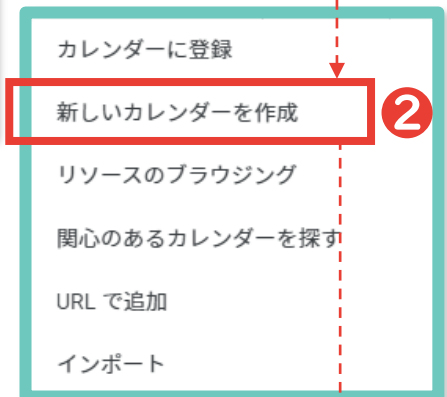 カレンダーに登録
新しいカレンダーを作成
2
リソースのブラウジング
関心のあるカレンダーを探す
URL で追加
インポート